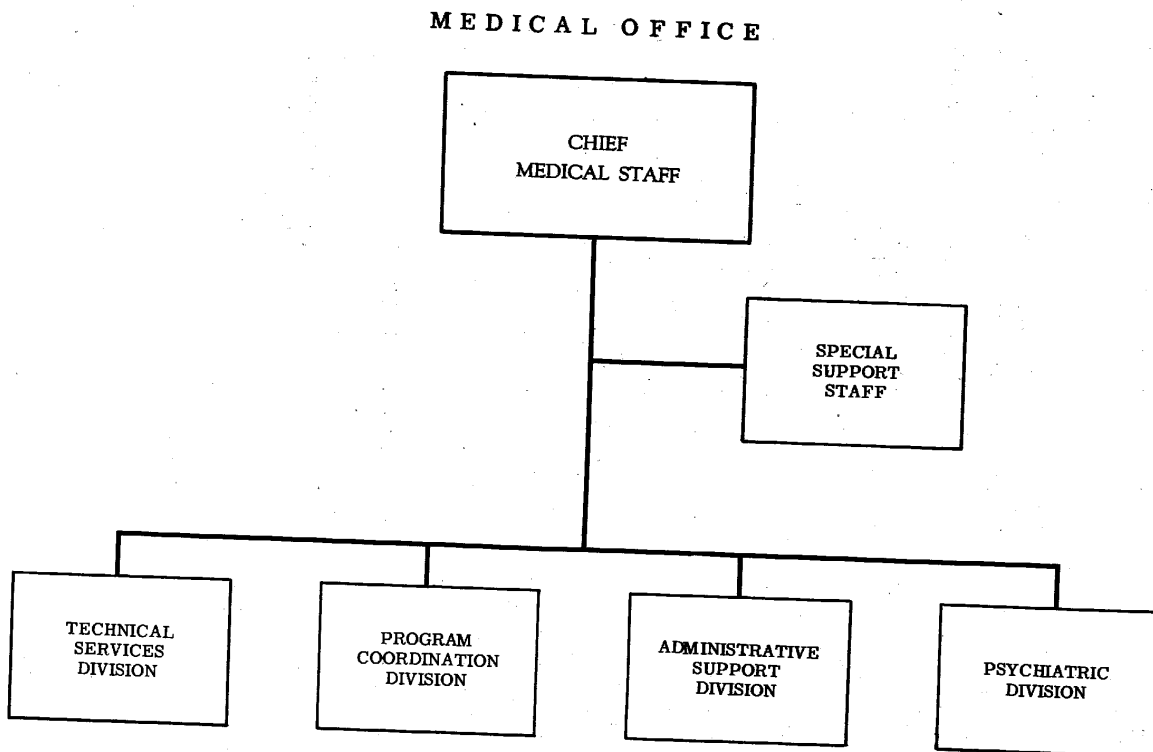 MEDICAL OFFICE
CHIEF
MEDICAL STAFF
SPECIAL
SUPPORT
STAFF
TECHNICAL
SERVICES
DIVISION
PROGRAM
COORDINATION
DIVISION
ADMINISTRATIVE
SUPPORT
DIVISION
PSYCHIATRIC
DIVISION